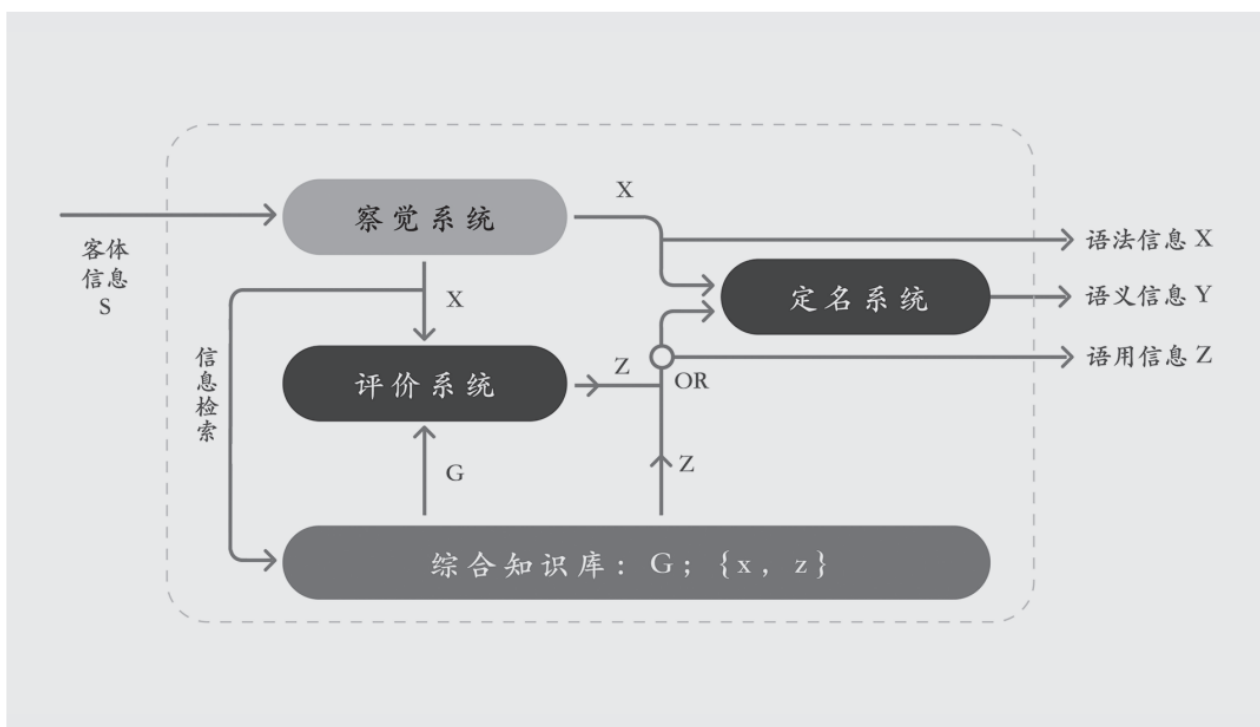 察觉系统
X
客体
信息
S
语法信息 X
定名系统
语义信息 Y
X
信息检索
评价系统
Z
OR
语用信息 Z
G
Z
综合知识库：G；{x，z}